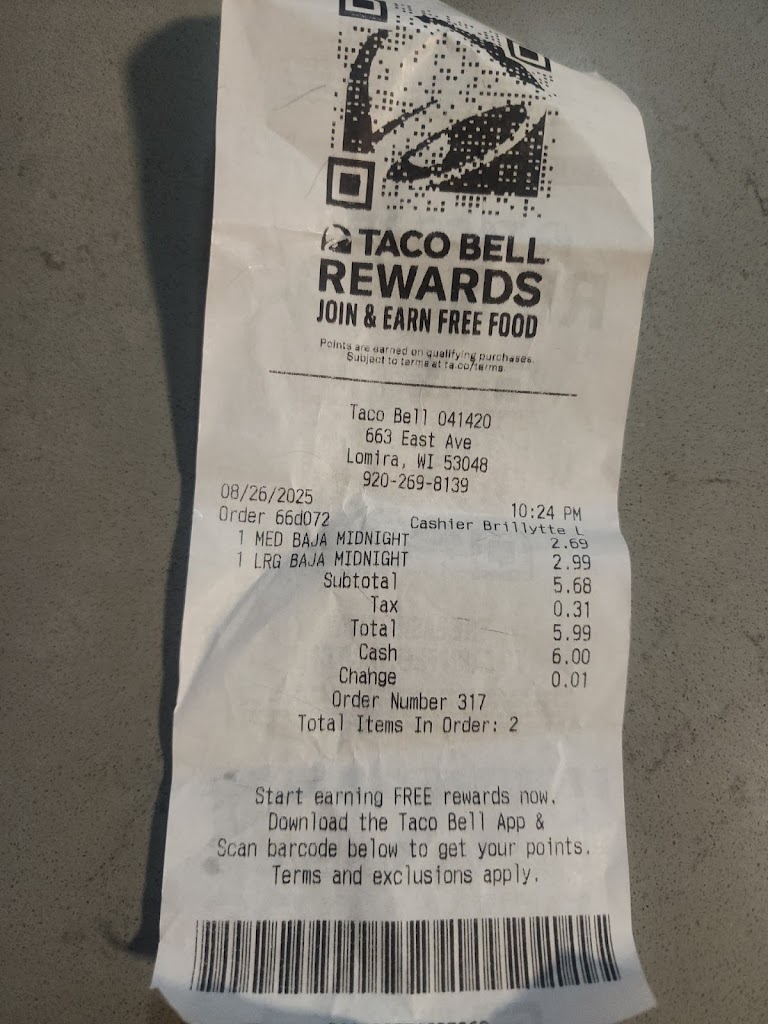 TACO BELL
REWARDS
JOIN & EARN FREE FOOD
Points are earned on qualifying purchases.
Subject to terms at ta.co/terms.
Taco Bell 041420
663 East Ave
Lomira, WI 53048
920-269-8139
08/26/2025 10:24 PM
Order 66d072 Cashier Brillytte L
1 MED BAJA MIDNIGHT 2.69
1 LRG BAJA MIDNIGHT 2.99
Subtotal 5.68
Tax 0.31
Total 5.99
Cash 6.00
Change 0.01
Order Number 317
Total Items In Order: 2
Start earning FREE rewards now.
Download the Taco Bell App &
Scan barcode below to get your points.
Terms and exclusions apply.